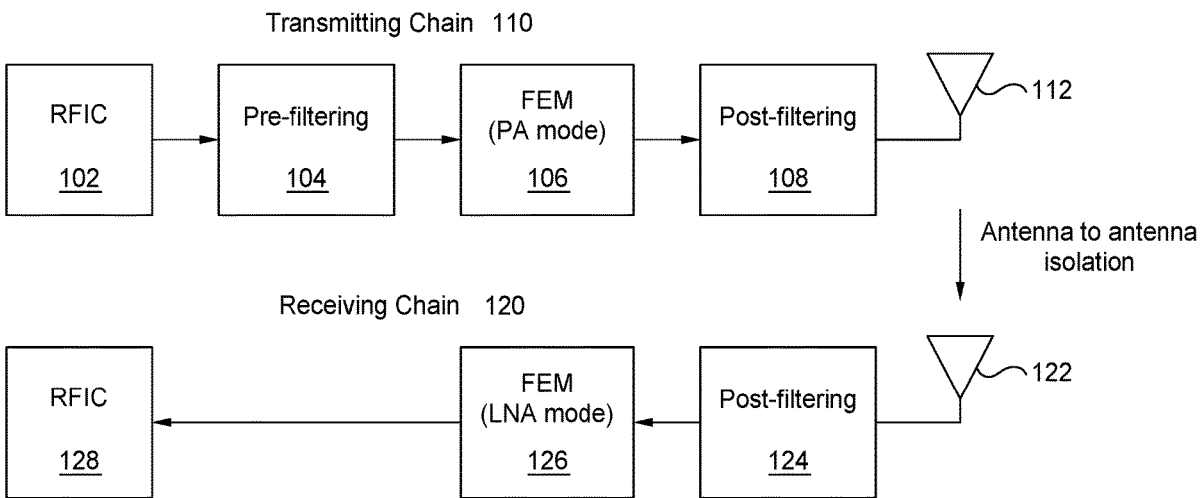 Transmitting Chain 110
RFIC
102
Pre-filtering
104
FEM
(PA mode)
106
Post-filtering
108
112
Antenna to antenna
isolation
Receiving Chain 120
RFIC
128
FEM
(LNA mode)
126
Post-filtering
124
122